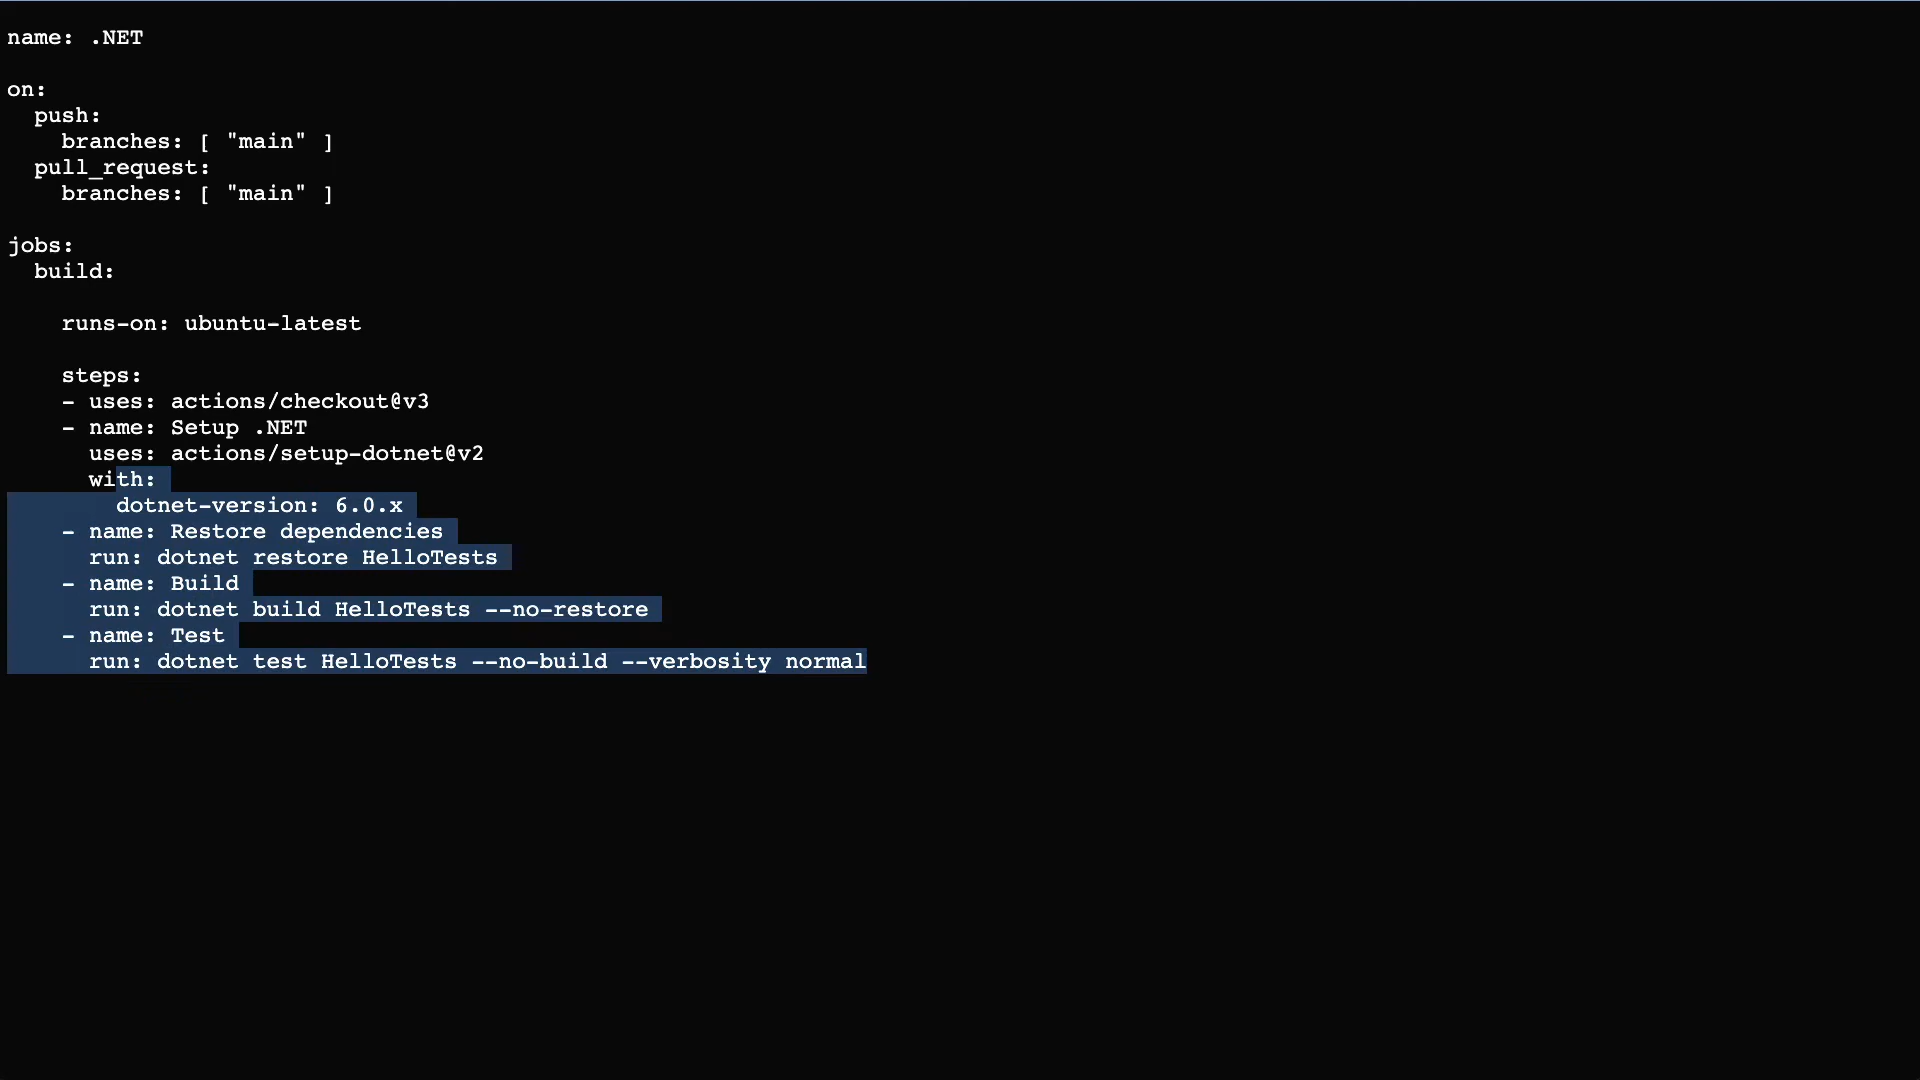 name: .NET
on:
  push:
    branches: [ "main" ]
  pull_request:
    branches: [ "main" ]
jobs:
  build:
    runs-on: ubuntu-latest
    steps:
    - uses: actions/checkout@v3
    - name: Setup .NET
      uses: actions/setup-dotnet@v2
      with:
        dotnet-version: 6.0.x
    - name: Restore dependencies
      run: dotnet restore HelloTests
    - name: Build
      run: dotnet build HelloTests --no-restore
    - name: Test
      run: dotnet test HelloTests --no-build --verbosity normal